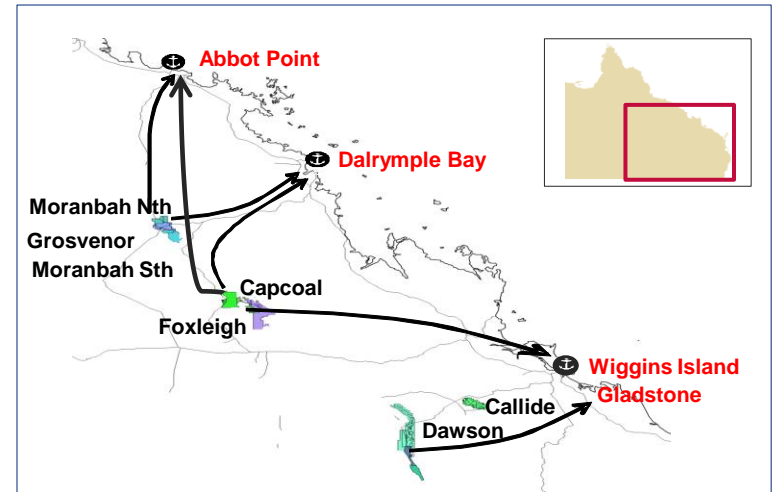 Abbot Point
Dalrymple Bay
Moranbah Nth
Grosvenor
Moranbah Sth
Capcoal
Foxleigh
Wiggins Island
Gladstone
Callide
Dawson